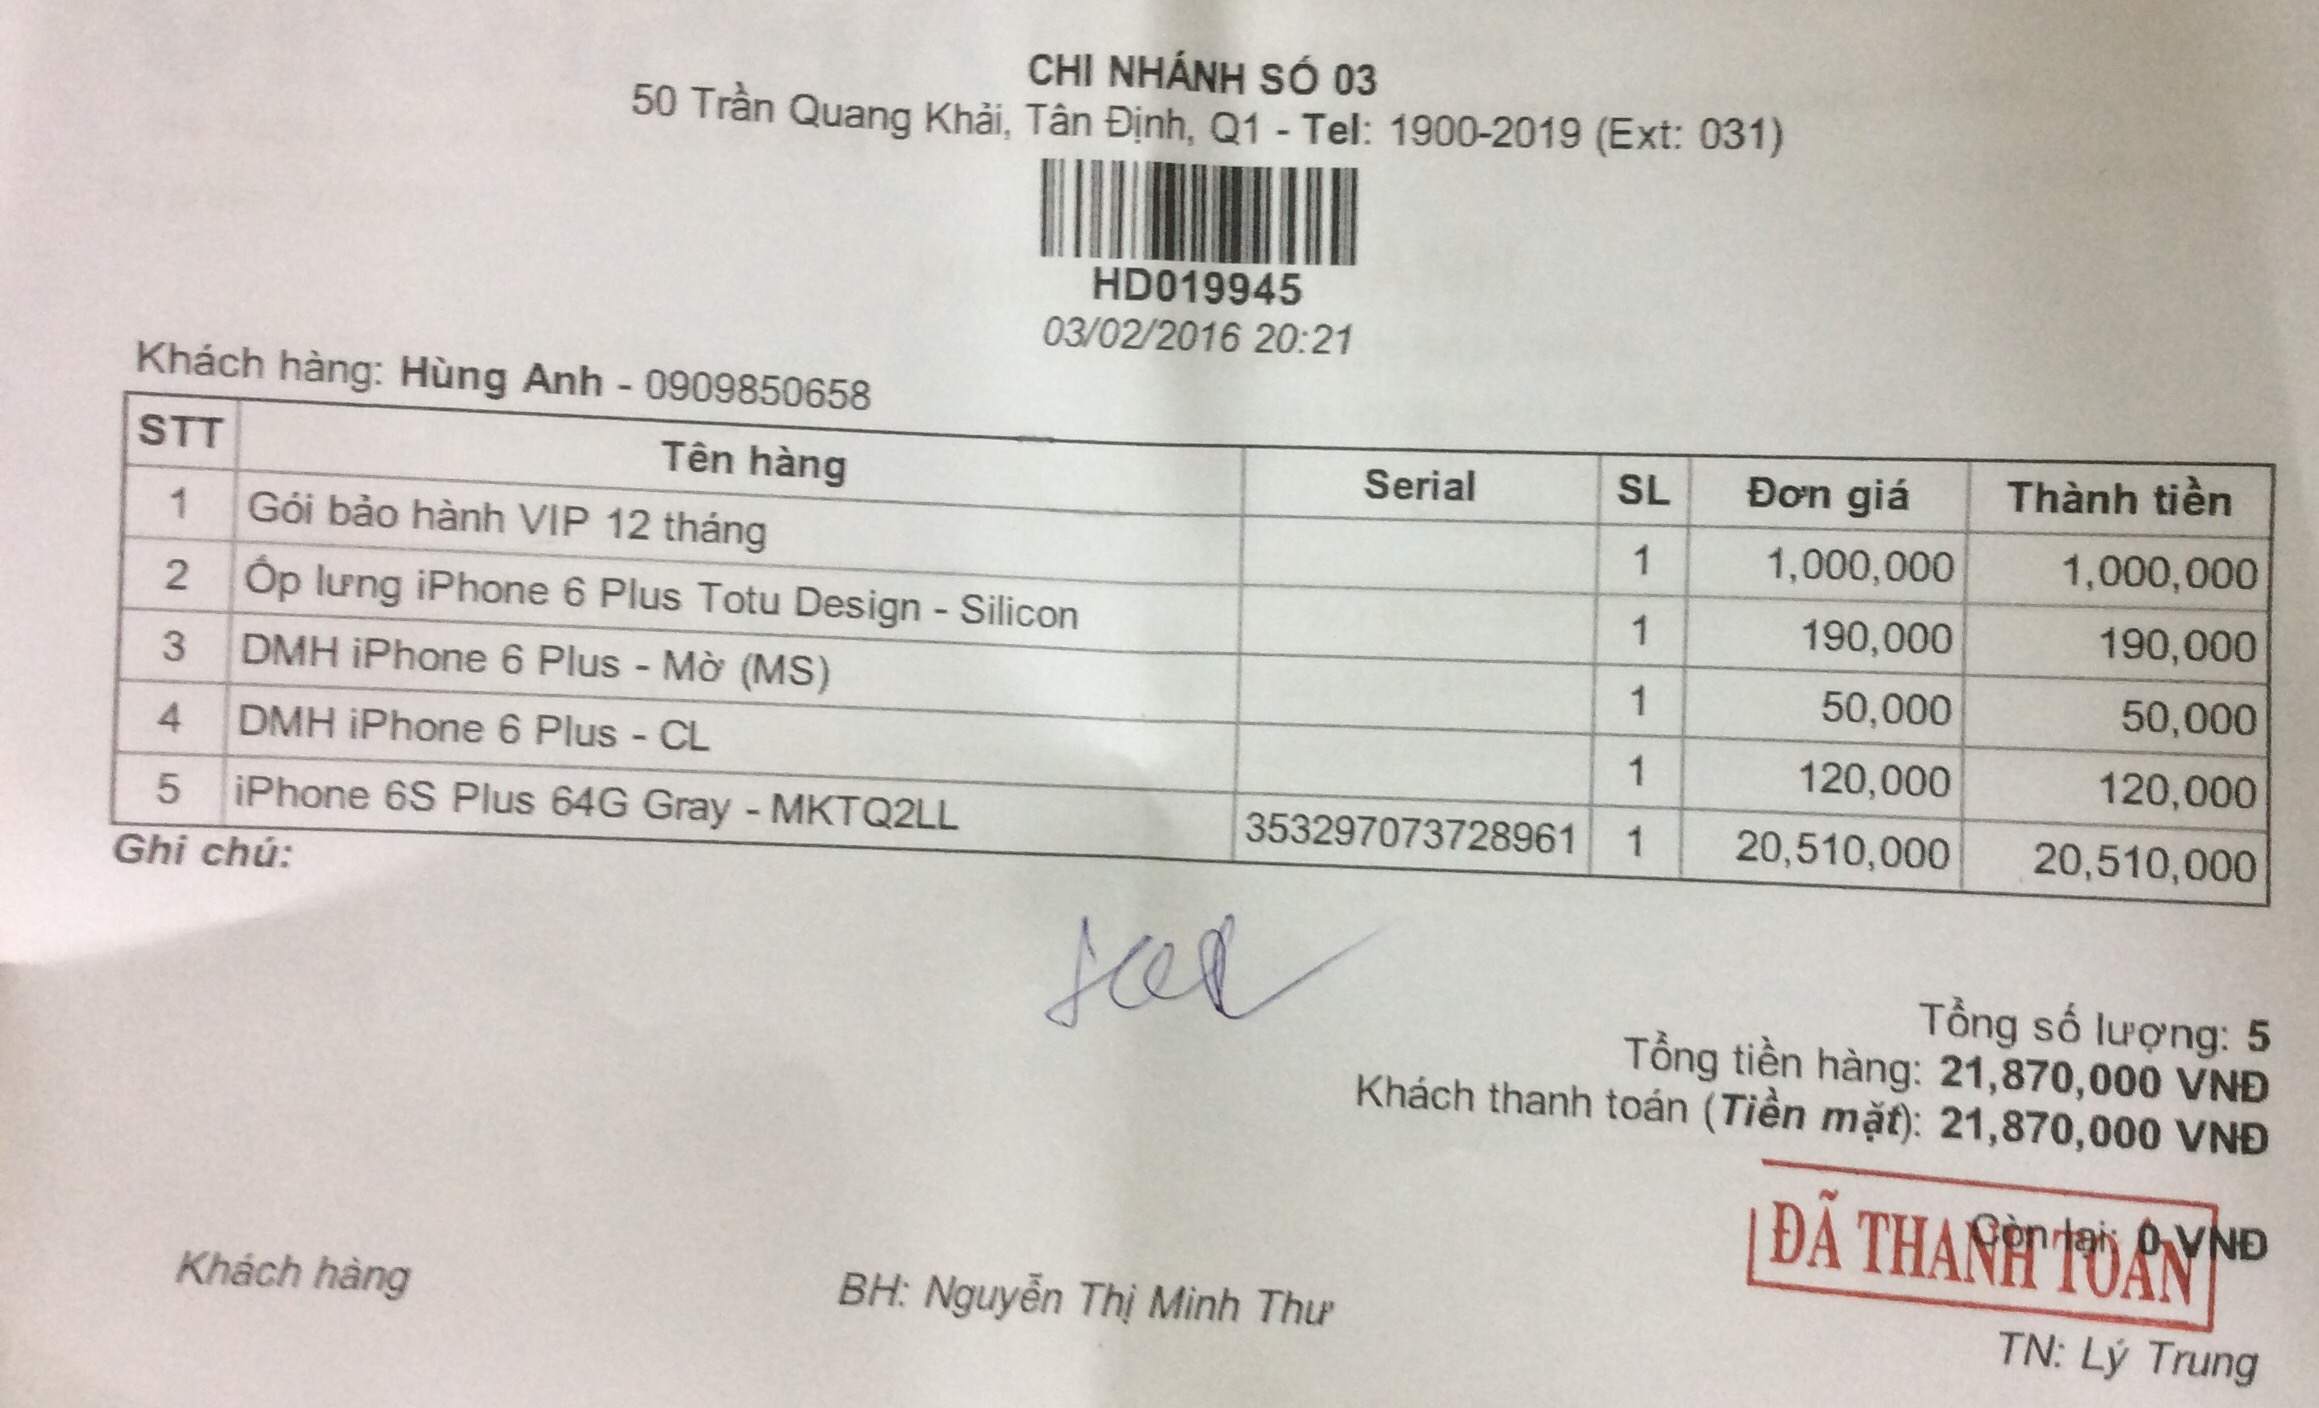 CHI NHÁNH SỐ 03
50 Trần Quang Khải, Tân Định, Q1 - Tel: 1900-2019 (Ext: 031)
HD019945
03/02/2016 20:21
Khách hàng: Hùng Anh - 0909850658
STT Tên hàng Serial SL Đơn giá Thành tiền
1 Gói bảo hành VIP 12 tháng 1 1,000,000 1,000,000
2 Ốp lưng iPhone 6 Plus Totu Design - Silicon 1 190,000 190,000
3 DMH iPhone 6 Plus - Mờ (MS) 1 50,000 50,000
4 DMH iPhone 6 Plus - CL 1 120,000 120,000
5 iPhone 6S Plus 64G Gray - MKTQ2LL 353297073728961 1 20,510,000 20,510,000
Ghi chú:
Tổng số lượng: 5
Tổng tiền hàng: 21,870,000 VNĐ
Khách thanh toán (Tiền mặt): 21,870,000 VNĐ
Còn lại: 0 VNĐ
ĐÃ THANH TOÁN
Khách hàng BH: Nguyễn Thị Minh Thư TN: Lý Trung